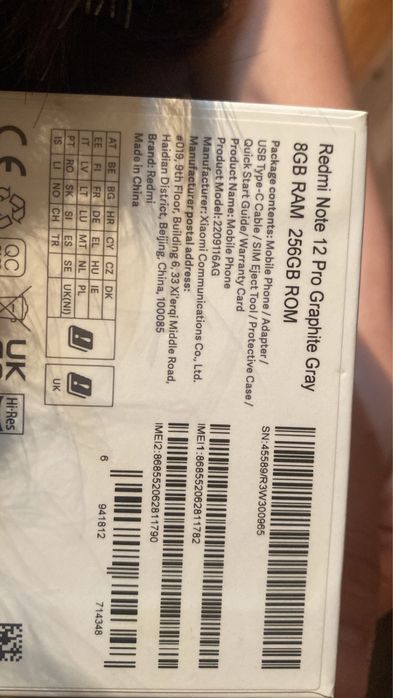 Redmi Note 12 Pro Graphite Gray
8GB RAM 256GB ROM
Package contents: Mobile Phone / Adapter /
USB Type-C Cable / SIM Eject Tool / Protective Case /
Quick Start Guide / Warranty Card
Product Name: Mobile Phone
Product Model: 2209116AG
Manufacturer: Xiaomi Communications Co., Ltd.
Manufacturer postal address:
#019, 9th Floor, Building 6, 33 Xi'erqi Middle Road,
Haidian District, Beijing, China, 100085
Brand: Redmi
Made in China
SN:45589/R3W300965
IMEI1:868552062811782
IMEI2:868552062811790
6 941812 714348
AT BE BG HR CY CZ DK
EE FI FR DE EL HU IE
IT LV LT LU MT NL PL
PT RO SK SI ES SE UK(NI)
IS LI NO CH TR
UK
CE
QC
UK
Hi-Res